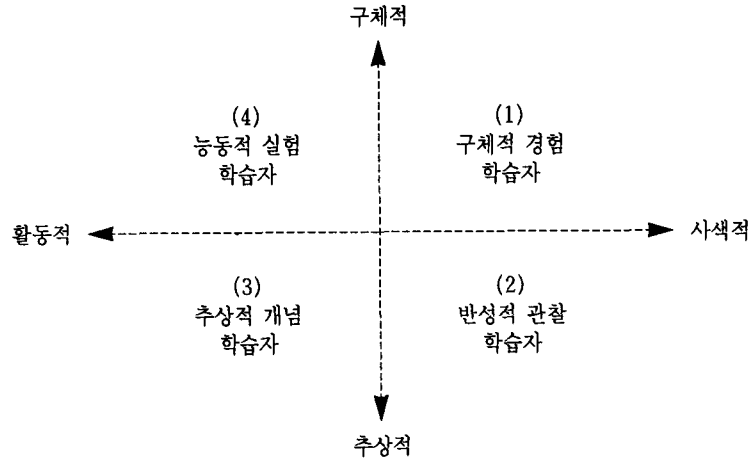 구체적
(4)
능동적 실험
학습자
(1)
구체적 경험
학습자
활동적
사색적
(3)
추상적 개념
학습자
(2)
반성적 관찰
학습자
추상적